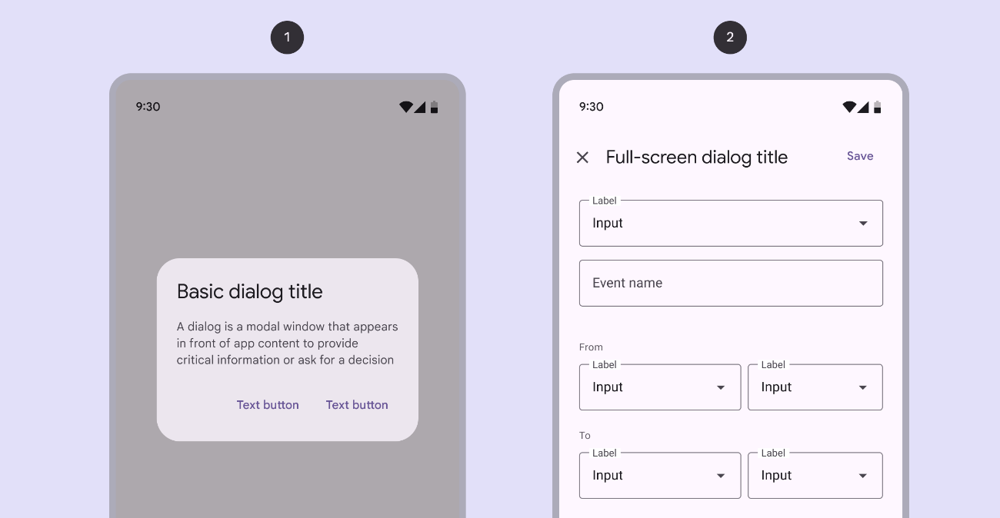 1
9:30
Basic dialog title
A dialog is a modal window that appears
in front of app content to provide
critical information or ask for a decision
Text button Text button
2
9:30
Full-screen dialog title Save
Label
Input
Event name
From
Label Label
Input Input
To
Label Label
Input Input